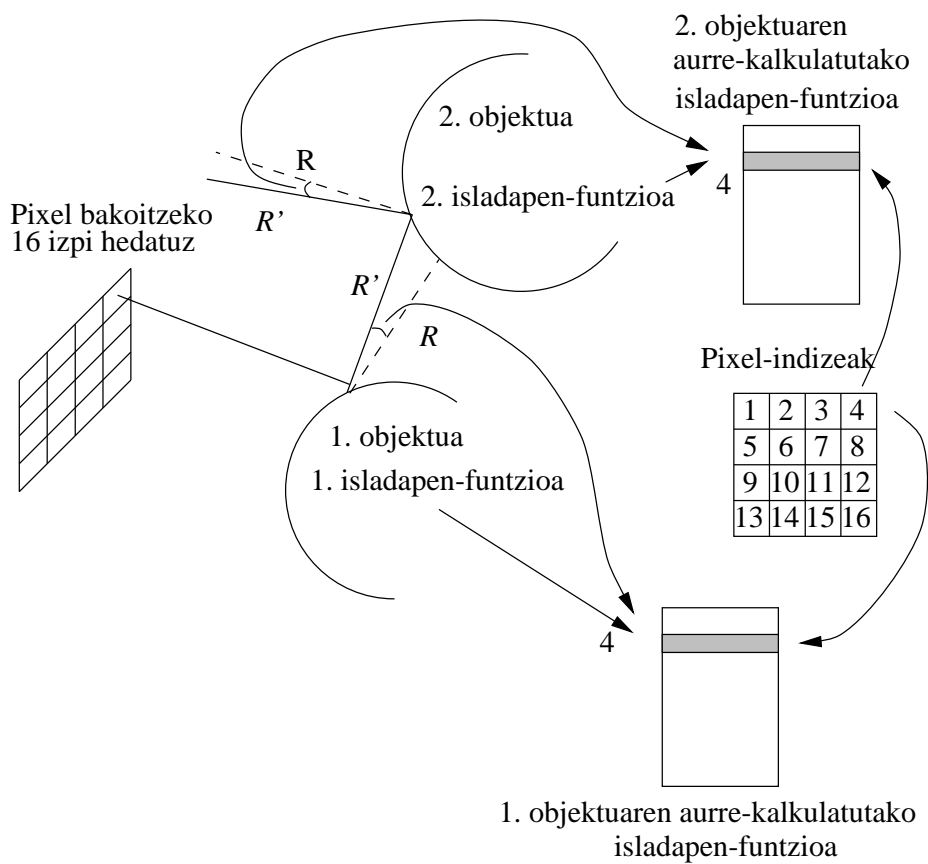 2. objektuaren
aurre-kalkulatutako
isladapen-funtzioa
2. objektua
R
4
2. isladapen-funtzioa
R’
Pixel bakoitzeko
16 izpi hedatuz
R’
R
Pixel-indizeak
1 2 3 4
5 6 7 8
9 10 11 12
13 14 15 16
1. objektua
1. isladapen-funtzioa
4
1. objektuaren aurre-kalkulatutako
isladapen-funtzioa